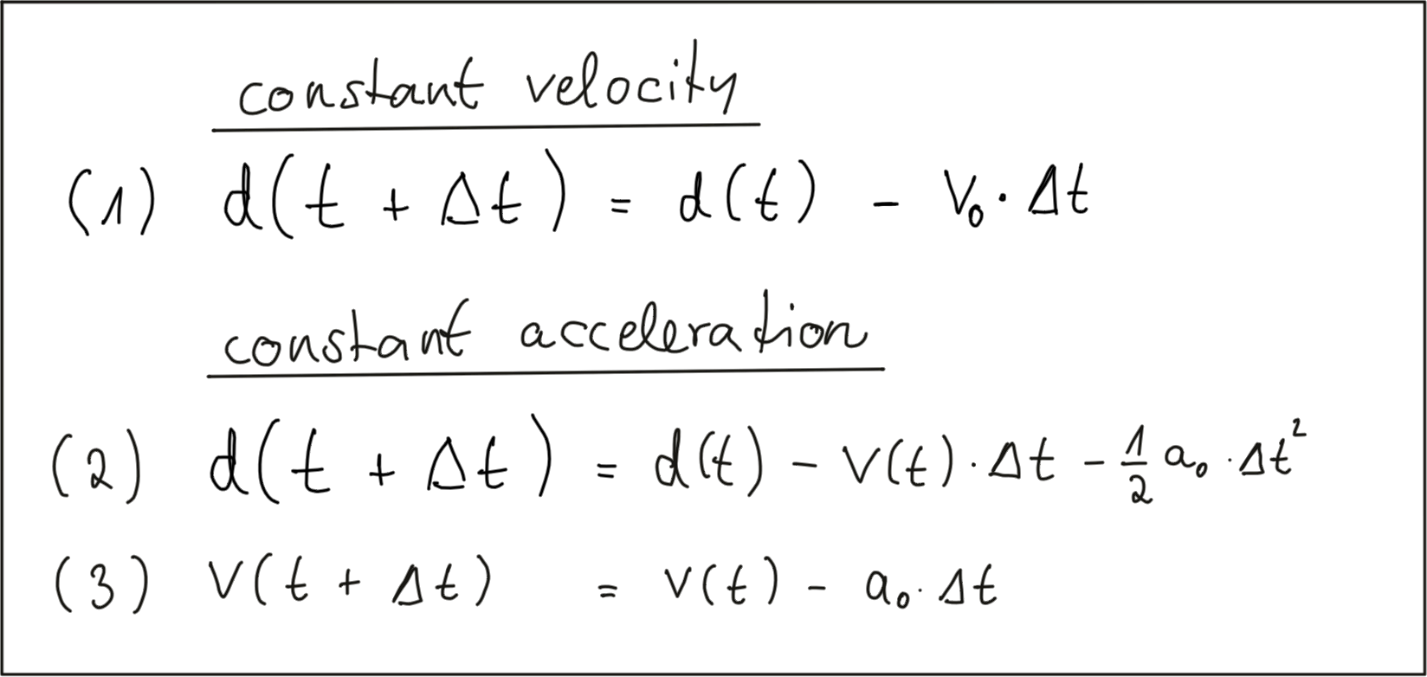 constant velocity
(1) d(t + Δt) = d(t) - v₀·Δt
constant acceleration
(2) d(t + Δt) = d(t) - v(t)·Δt - ½ a₀·Δt²
(3) v(t + Δt) = v(t) - a₀·Δt